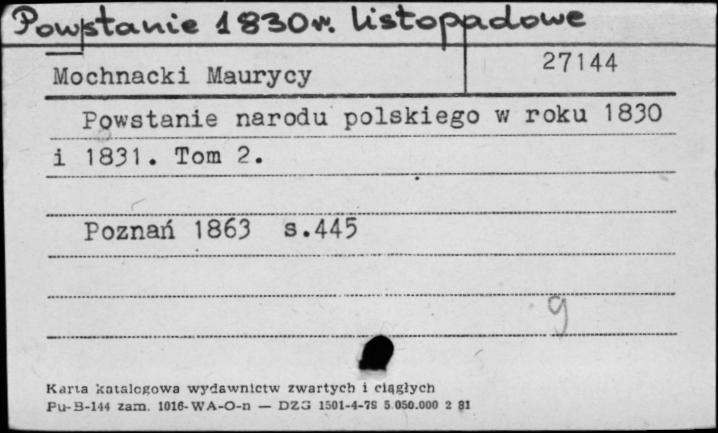 Powstanie 1830 r. listopadowe
Mochnacki Maurycy 27144
Powstanie narodu polskiego w roku 1830
i 1831. Tom 2.
Poznań 1863 s.445
g
Karta katalogowa wydawnictw zwartych i ciągłych
Pu-B-144 zam. 1016-WA-O-n — DZG 1501-4-78 5.050.000 2 81